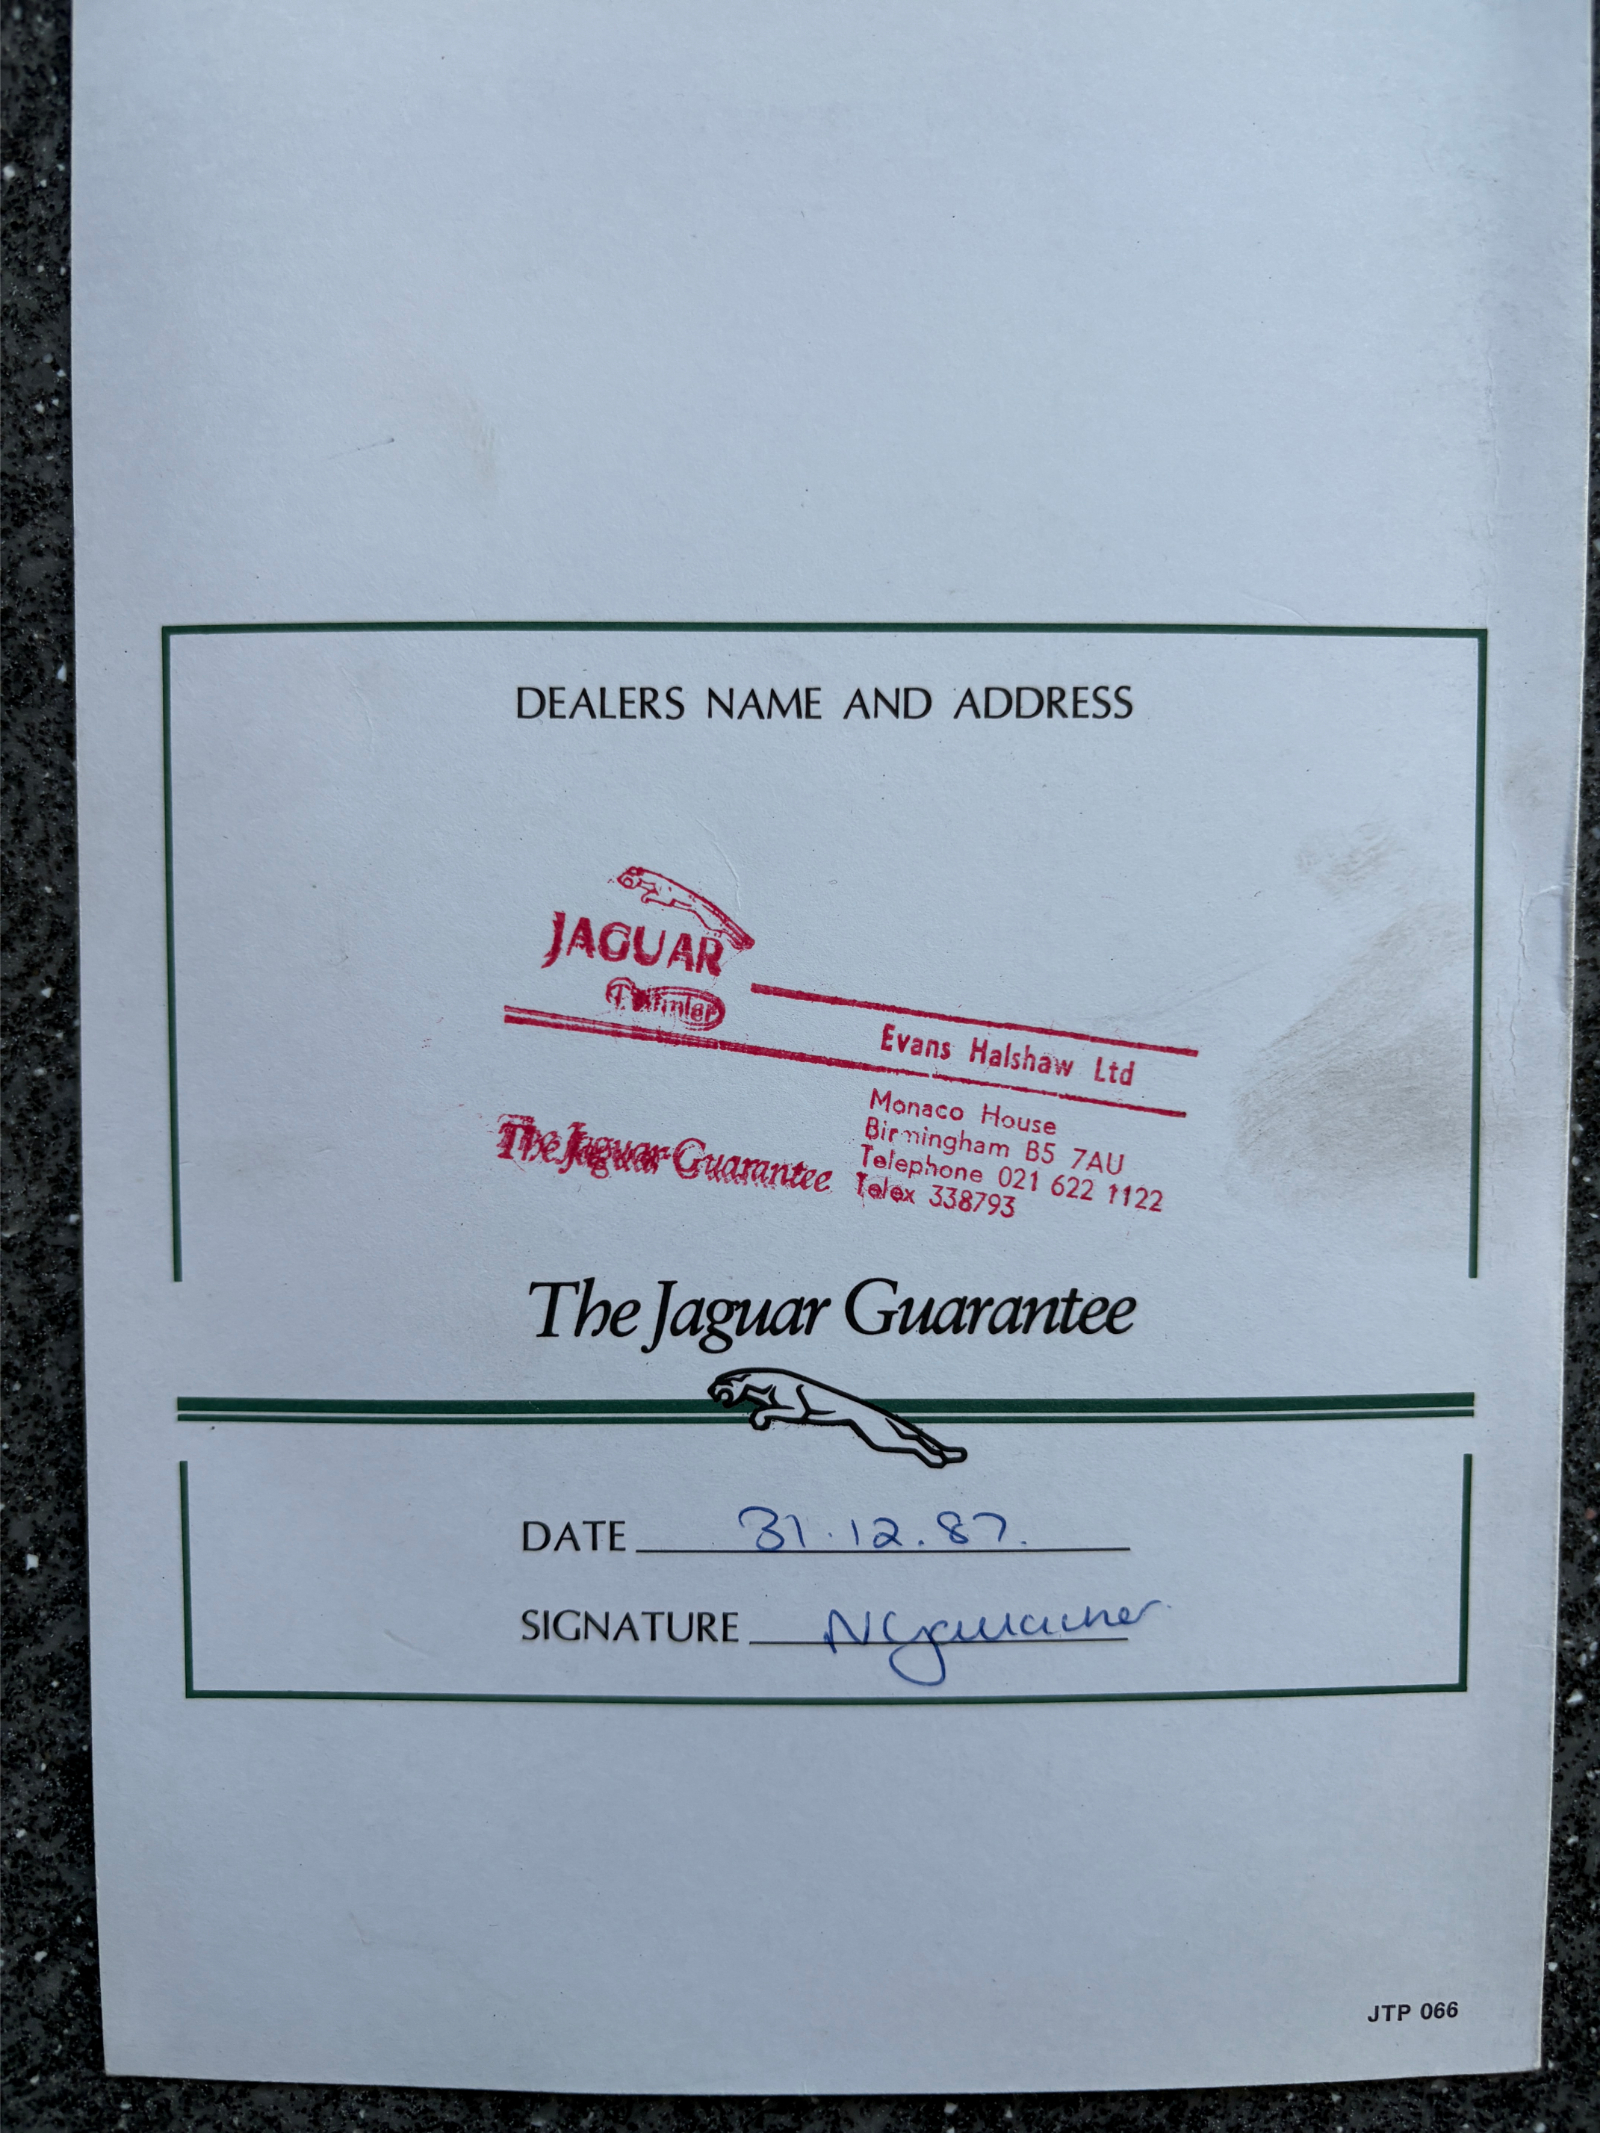 DEALERS NAME AND ADDRESS
JAGUAR
Daimler
Evans Halshaw Ltd
Monaco House
Birmingham B5 7AU
Telephone 021 622 1122
Telex 338793
The Jaguar Guarantee
The Jaguar Guarantee
DATE 31.12.87.
SIGNATURE
JTP 066